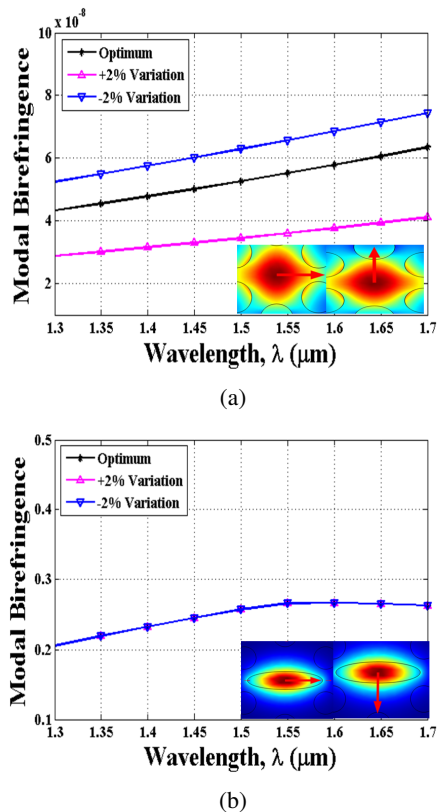 x 10⁻⁸
10
8
6
4
2
Modal Birefringence
Optimum
+2% Variation
-2% Variation
1.3 1.35 1.4 1.45 1.5 1.55 1.6 1.65 1.7
Wavelength, λ (μm)
(a)
0.5
0.4
0.3
0.2
0.1
Modal Birefringence
Optimum
+2% Variation
-2% Variation
1.3 1.35 1.4 1.45 1.5 1.55 1.6 1.65 1.7
Wavelength, λ (μm)
(b)